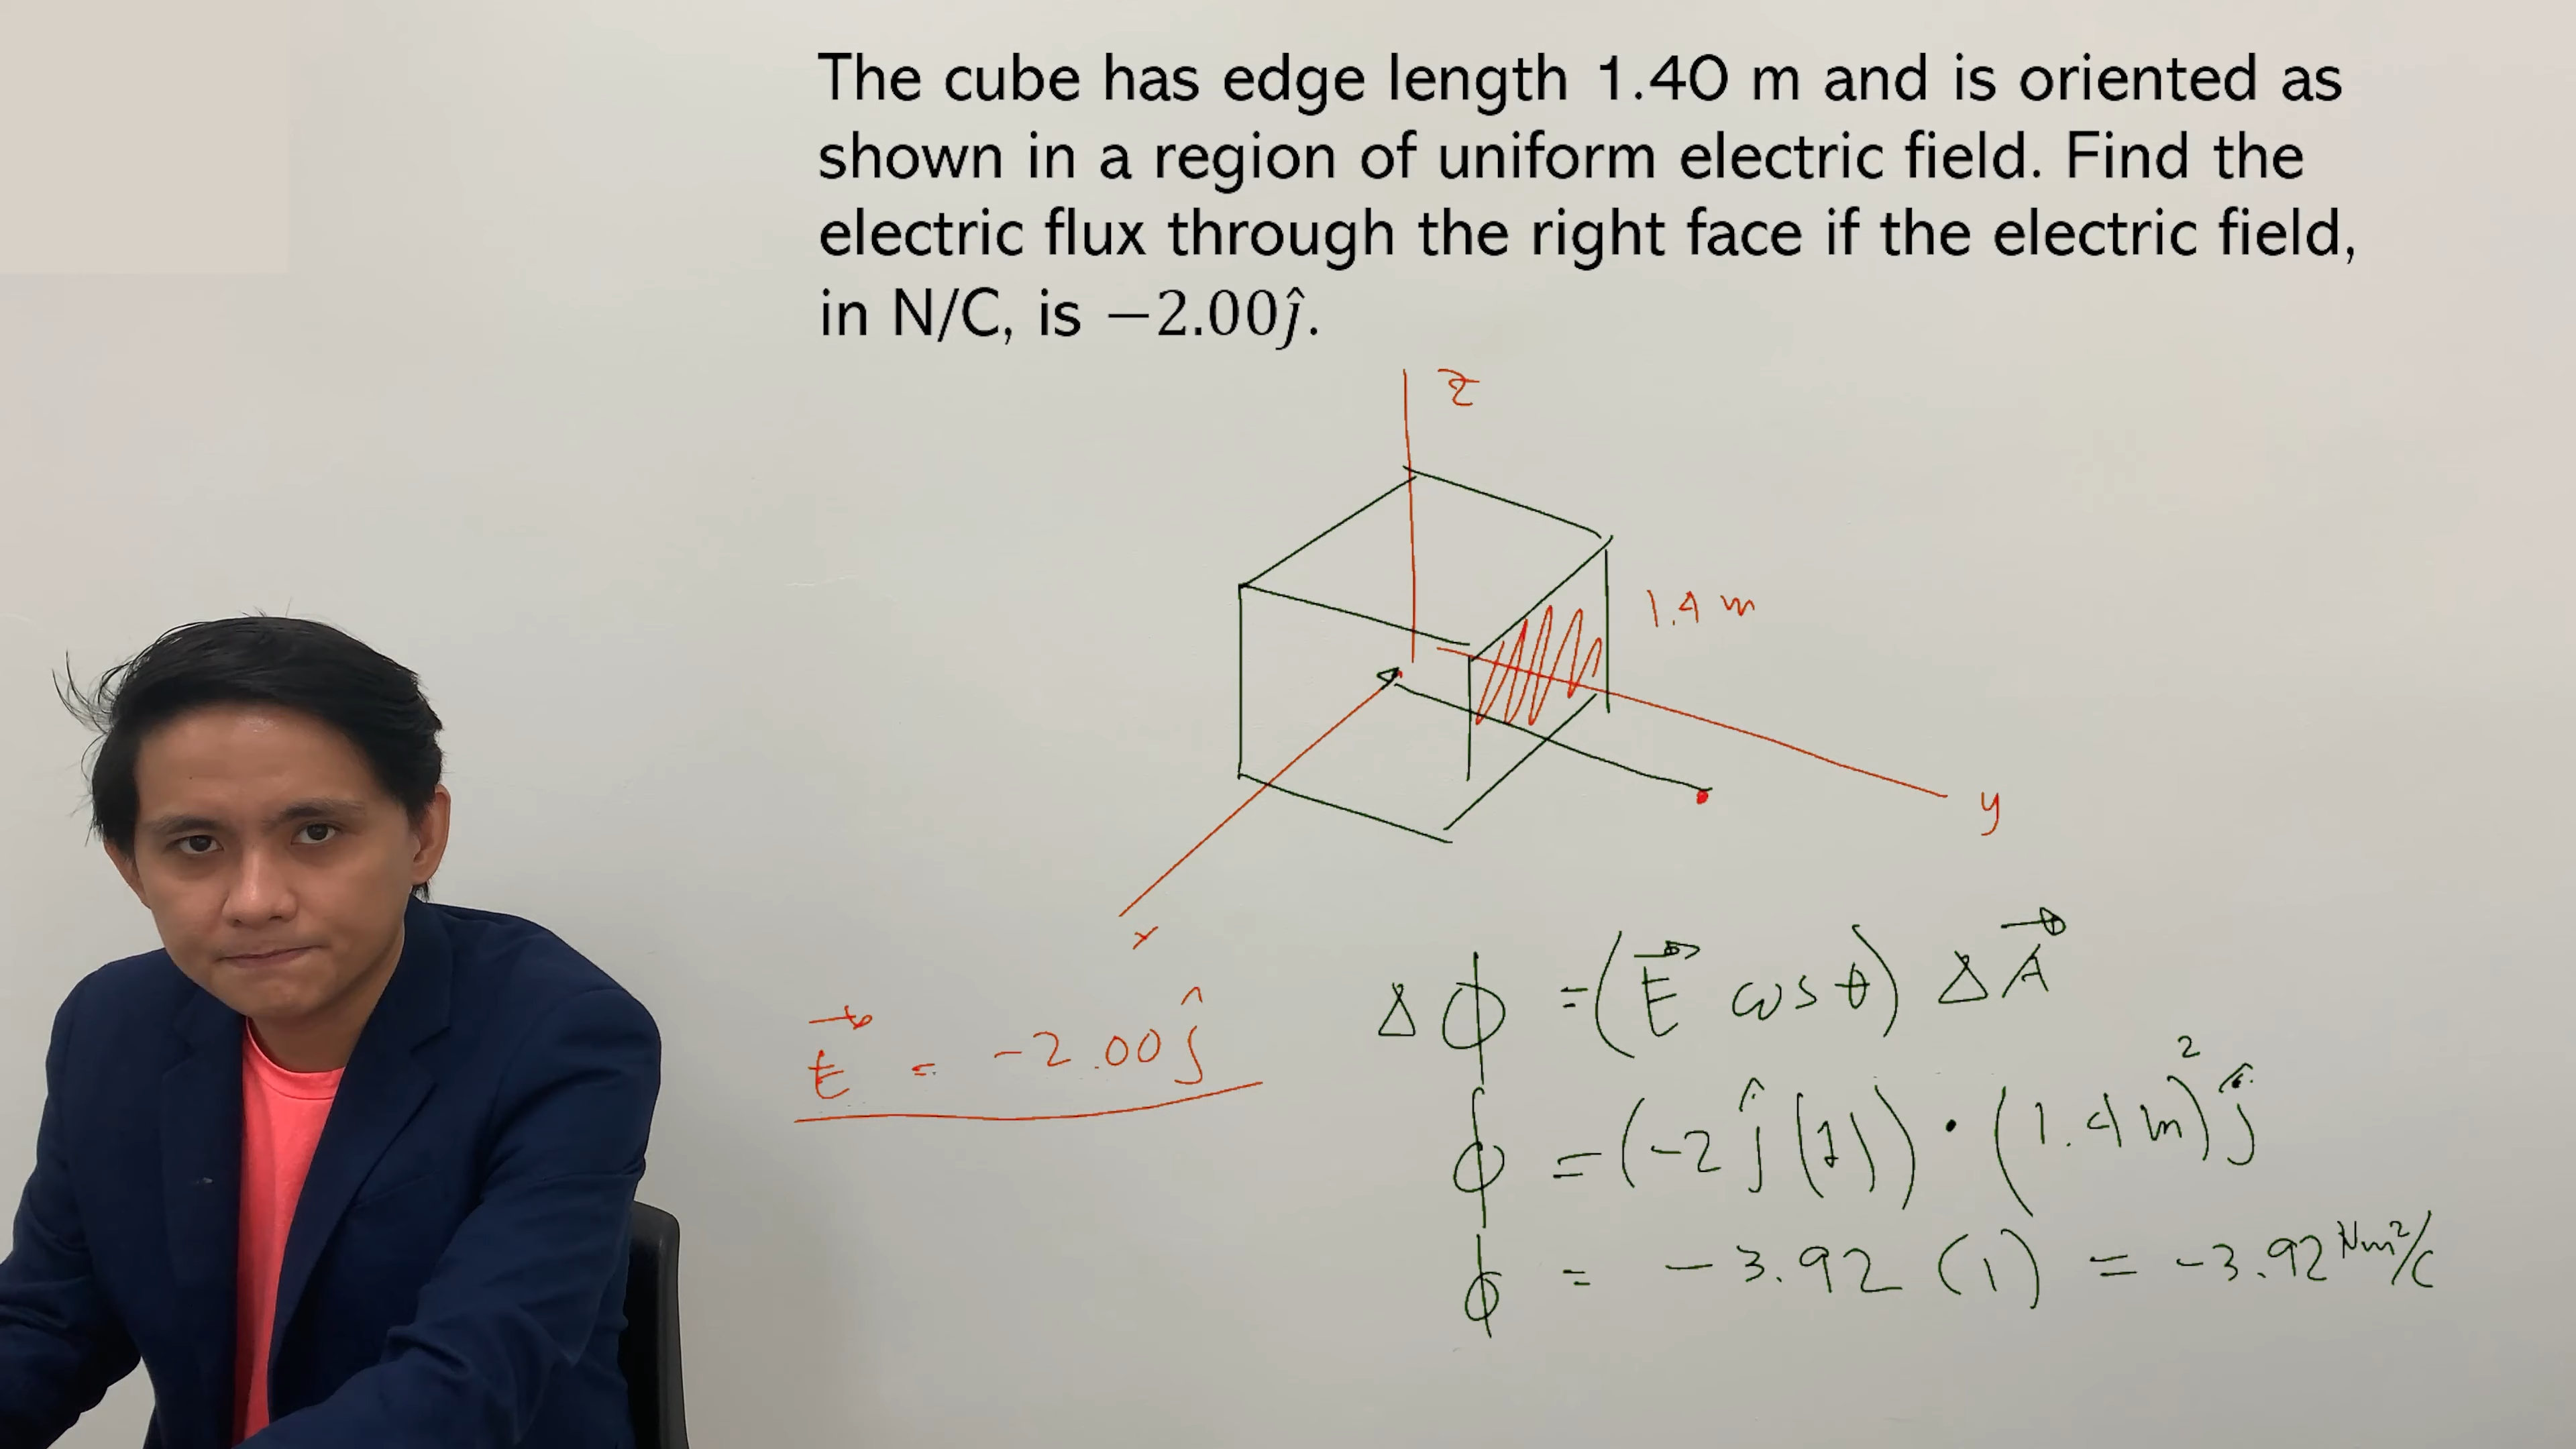 The cube has edge length 1.40 m and is oriented as
shown in a region of uniform electric field. Find the
electric flux through the right face if the electric field,
in N/C, is −2.00ĵ.
z
1.4 m
y
x
E⃗ = -2.00 ĵ
Δϕ = (E⃗ cos θ) ΔA⃗
ϕ = (-2 ĵ (1)) · (1.4 m)² ĵ
ϕ = -3.92 (1) = -3.92 Nm²/C